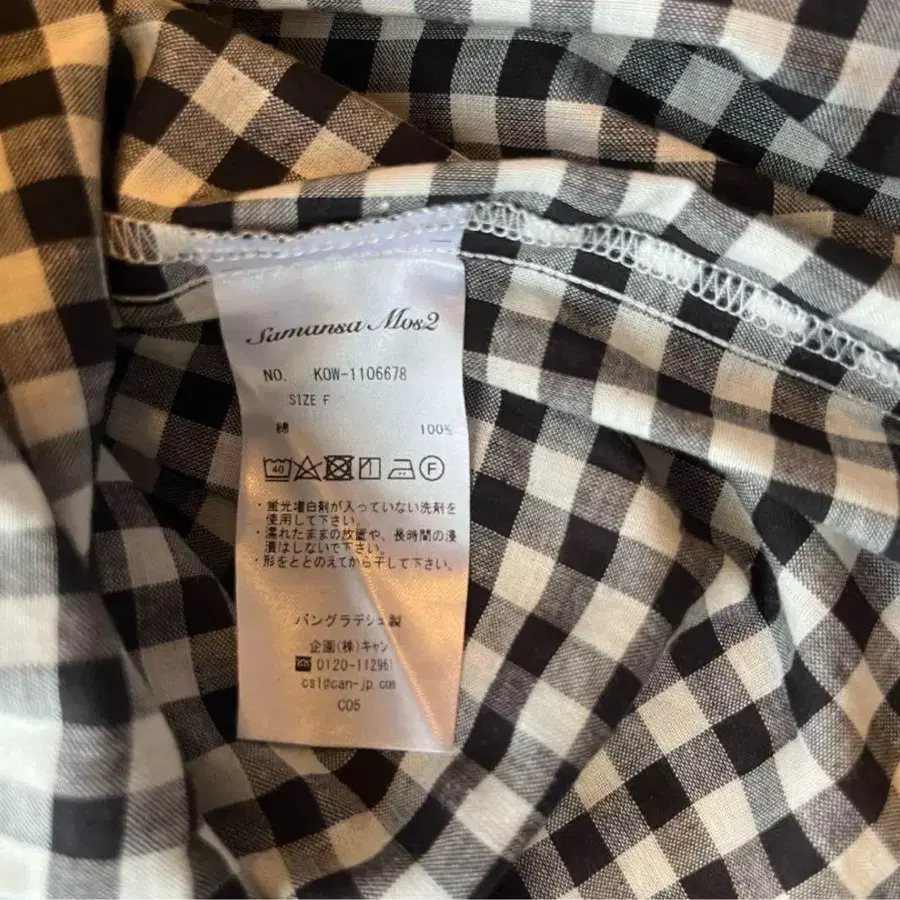 Samansa Mos2
NO. KOW-1106678
SIZE F
綿 100%
40 F
・蛍光増白剤が入っていない洗剤を
使用して下さい。
・濡れたままの放置や、長時間の浸
漬はしないで下さい。
・形をととのえてから干して下さい。
バングラデシュ製
企画(株)キャン
0120-112961
cs1@can-jp.com
C05